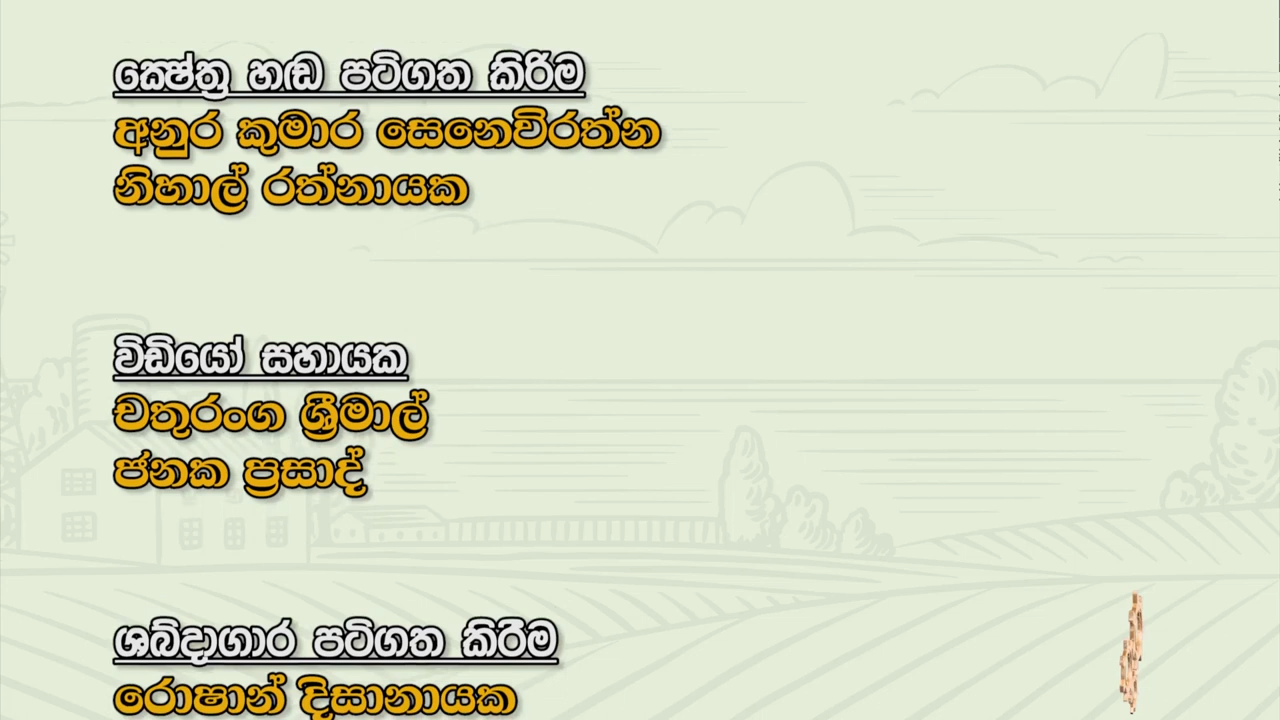 ක්‍ෂේත්‍ර හඬ පටිගත කිරිම
අනුර කුමාර සෙනෙවිරත්න
නිහාල් රත්නායක
විඩියෝ සහායක
චතුරංග ශ්‍රීමාල්
ජනක ප්‍රසාද්
ශබ්දාගාර පටිගත කිරිම
රොෂාන් දිසානායක